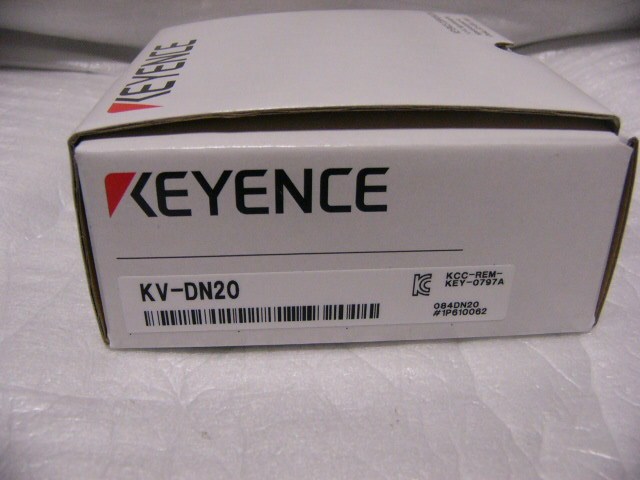 KEYENCE
KEYENCE
KV-DN20
KCC-REM-
KEY-0797A
084DN20
#1P610062